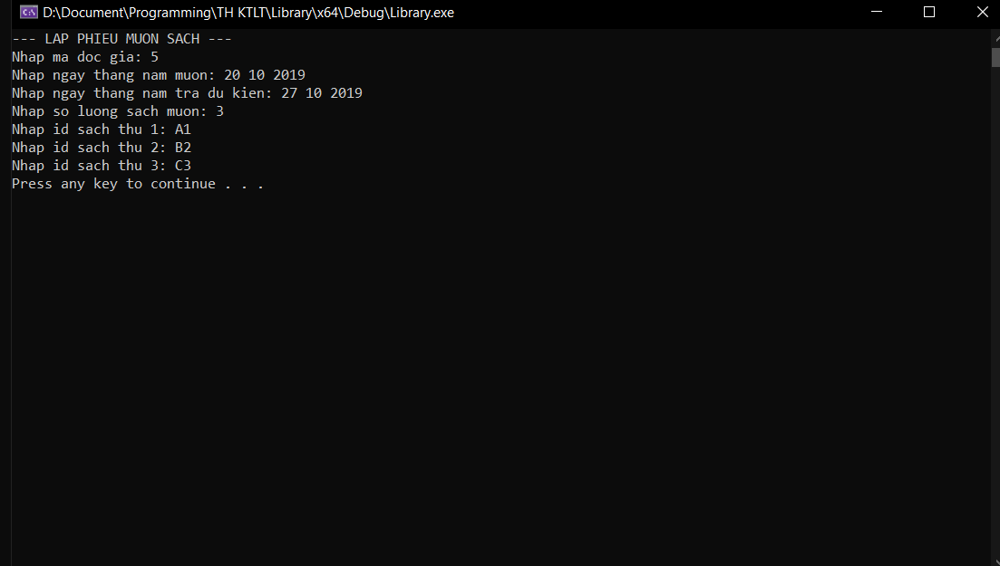 D:\Document\Programming\TH KTLT\Library\x64\Debug\Library.exe
--- LAP PHIEU MUON SACH ---
Nhap ma doc gia: 5
Nhap ngay thang nam muon: 20 10 2019
Nhap ngay thang nam tra du kien: 27 10 2019
Nhap so luong sach muon: 3
Nhap id sach thu 1: A1
Nhap id sach thu 2: B2
Nhap id sach thu 3: C3
Press any key to continue . . .